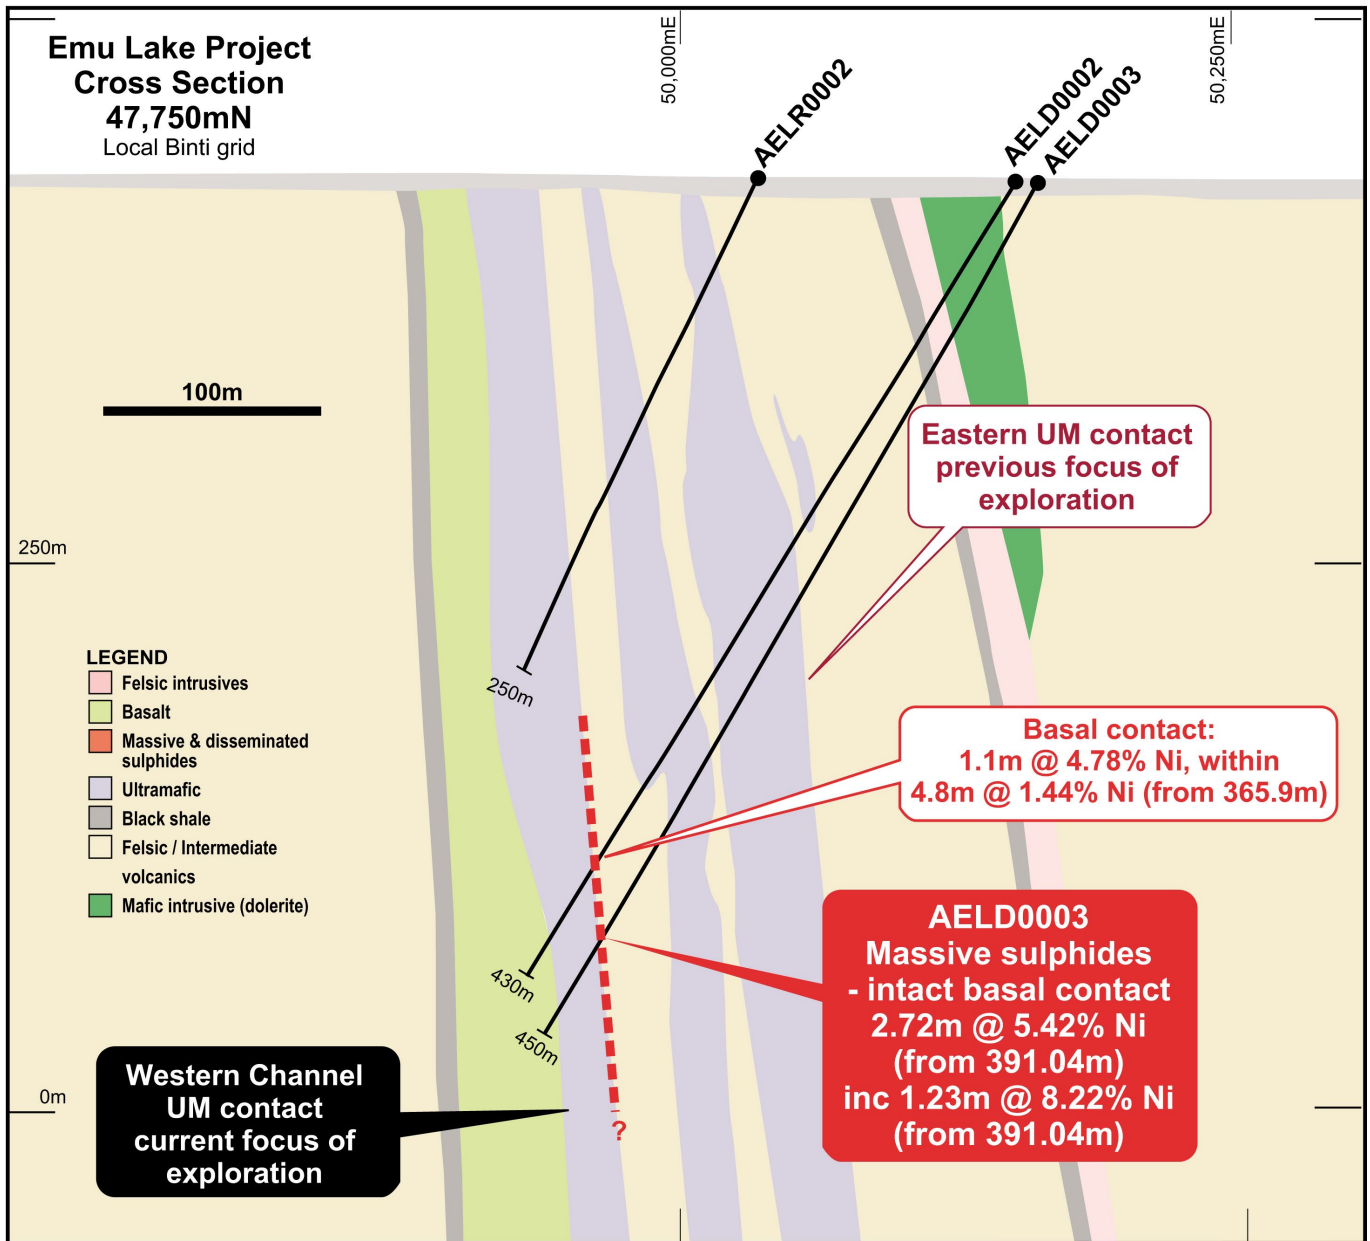 Emu Lake Project
Cross Section
47,750mN
Local Binti grid
50,000mE
50,250mE
AELR0002
AELD0002
AELD0003
100m
Eastern UM contact
previous focus of
exploration
250m
250m
LEGEND
Felsic intrusives
Basalt
Massive & disseminated
sulphides
Ultramafic
Black shale
Felsic / Intermediate
volcanics
Mafic intrusive (dolerite)
Basal contact:
1.1m @ 4.78% Ni, within
4.8m @ 1.44% Ni (from 365.9m)
AELD0003
Massive sulphides
- intact basal contact
2.72m @ 5.42% Ni
(from 391.04m)
inc 1.23m @ 8.22% Ni
(from 391.04m)
430m
450m
Western Channel
UM contact
current focus of
exploration
0m
?